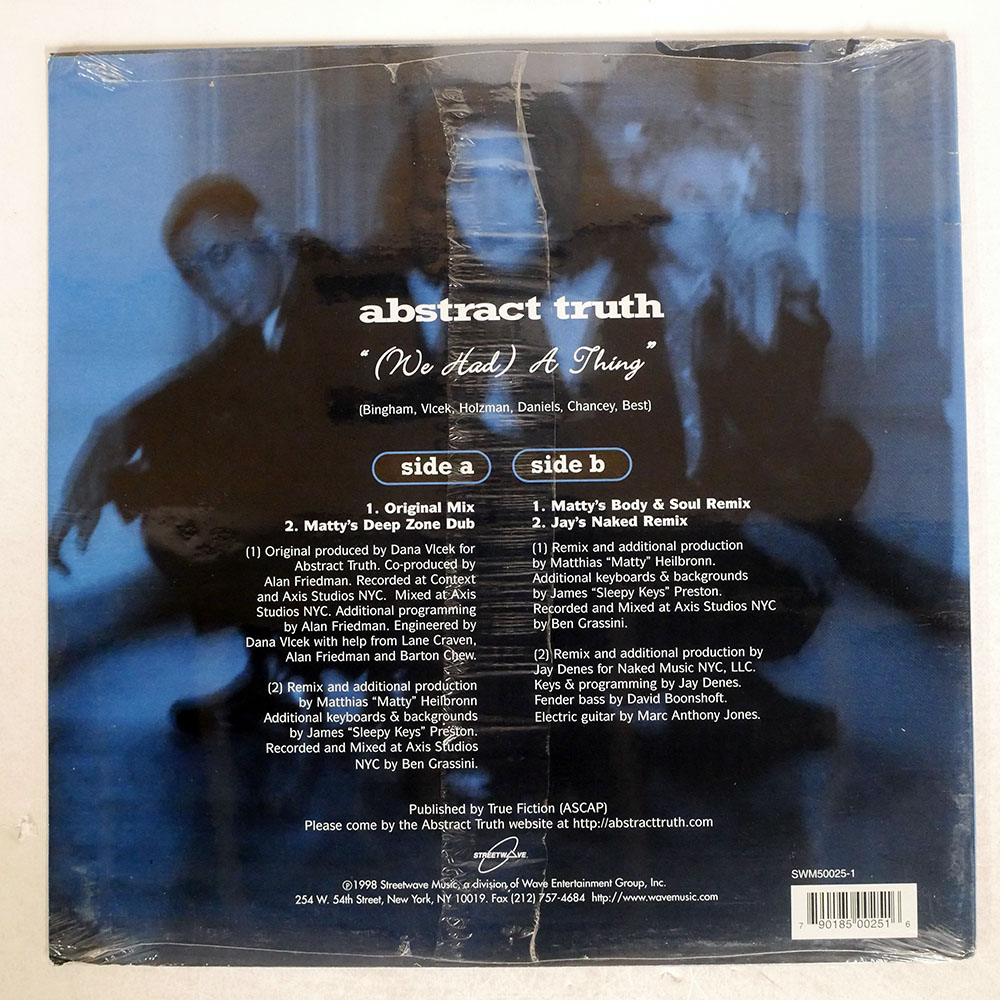 abstract truth
“(We Had) A Thing”
(Bingham, Vlcek, Holzman, Daniels, Chancey, Best)
side a
1. Original Mix
2. Matty's Deep Zone Dub
(1) Original produced by Dana Vlcek for
Abstract Truth. Co-produced by
Alan Friedman. Recorded at Context
and Axis Studios NYC. Mixed at Axis
Studios NYC. Additional programming
by Alan Friedman. Engineered by
Dana Vlcek with help from Lane Craven,
Alan Friedman and Barton Chew.
(2) Remix and additional production
by Matthias “Matty” Heilbronn
Additional keyboards & backgrounds
by James “Sleepy Keys” Preston.
Recorded and Mixed at Axis Studios
NYC by Ben Grassini.
side b
1. Matty's Body & Soul Remix
2. Jay's Naked Remix
(1) Remix and additional production
by Matthias “Matty” Heilbronn.
Additional keyboards & backgrounds
by James “Sleepy Keys” Preston.
Recorded and Mixed at Axis Studios NYC
by Ben Grassini.
(2) Remix and additional production by
Jay Denes for Naked Music NYC, LLC.
Keys & programming by Jay Denes.
Fender bass by David Boonshoft.
Electric guitar by Marc Anthony Jones.
Published by True Fiction (ASCAP)
Please come by the Abstract Truth website at http://abstracttruth.com
STREETWAVE
℗1998 Streetwave Music, a division of Wave Entertainment Group, Inc.
254 W. 54th Street, New York, NY 10019. Fax (212) 757-4684 http://www.wavemusic.com
SWM50025-1
7 90185 00251 6